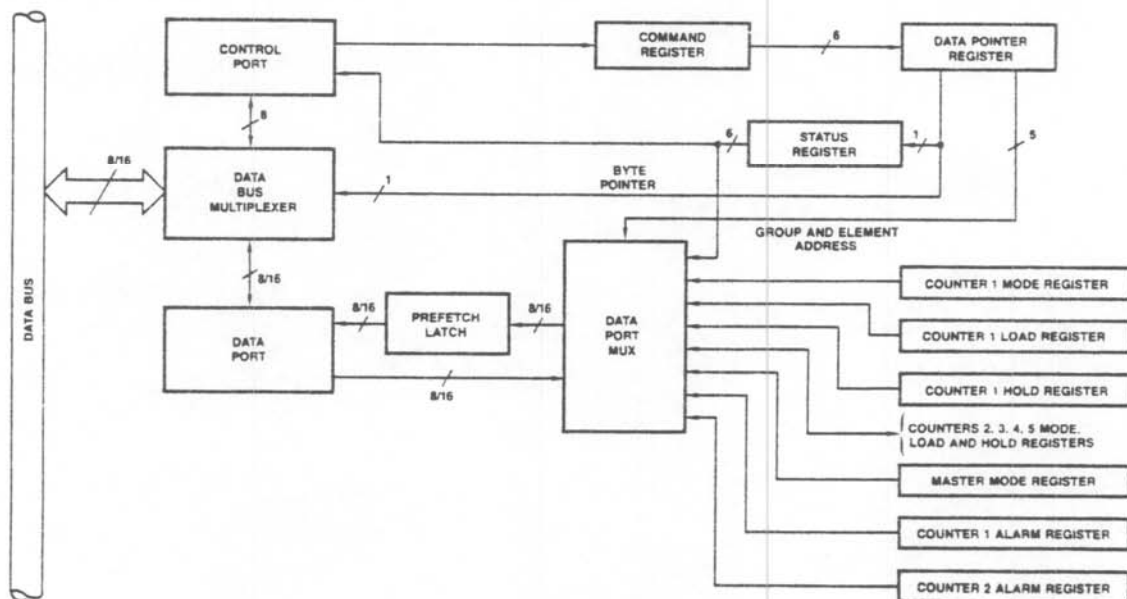 CONTROL
PORT
COMMAND
REGISTER
6
DATA POINTER
REGISTER
8
6
STATUS
REGISTER
1
5
8/16
DATA
BUS
MULTIPLEXER
1
BYTE
POINTER
GROUP AND ELEMENT
ADDRESS
DATA BUS
8/16
DATA
PORT
8/16
PREFETCH
LATCH
8/16
8/16
DATA
PORT
MUX
COUNTER 1 MODE REGISTER
COUNTER 1 LOAD REGISTER
COUNTER 1 HOLD REGISTER
COUNTERS 2, 3, 4, 5 MODE,
LOAD AND HOLD REGISTERS
MASTER MODE REGISTER
COUNTER 1 ALARM REGISTER
COUNTER 2 ALARM REGISTER